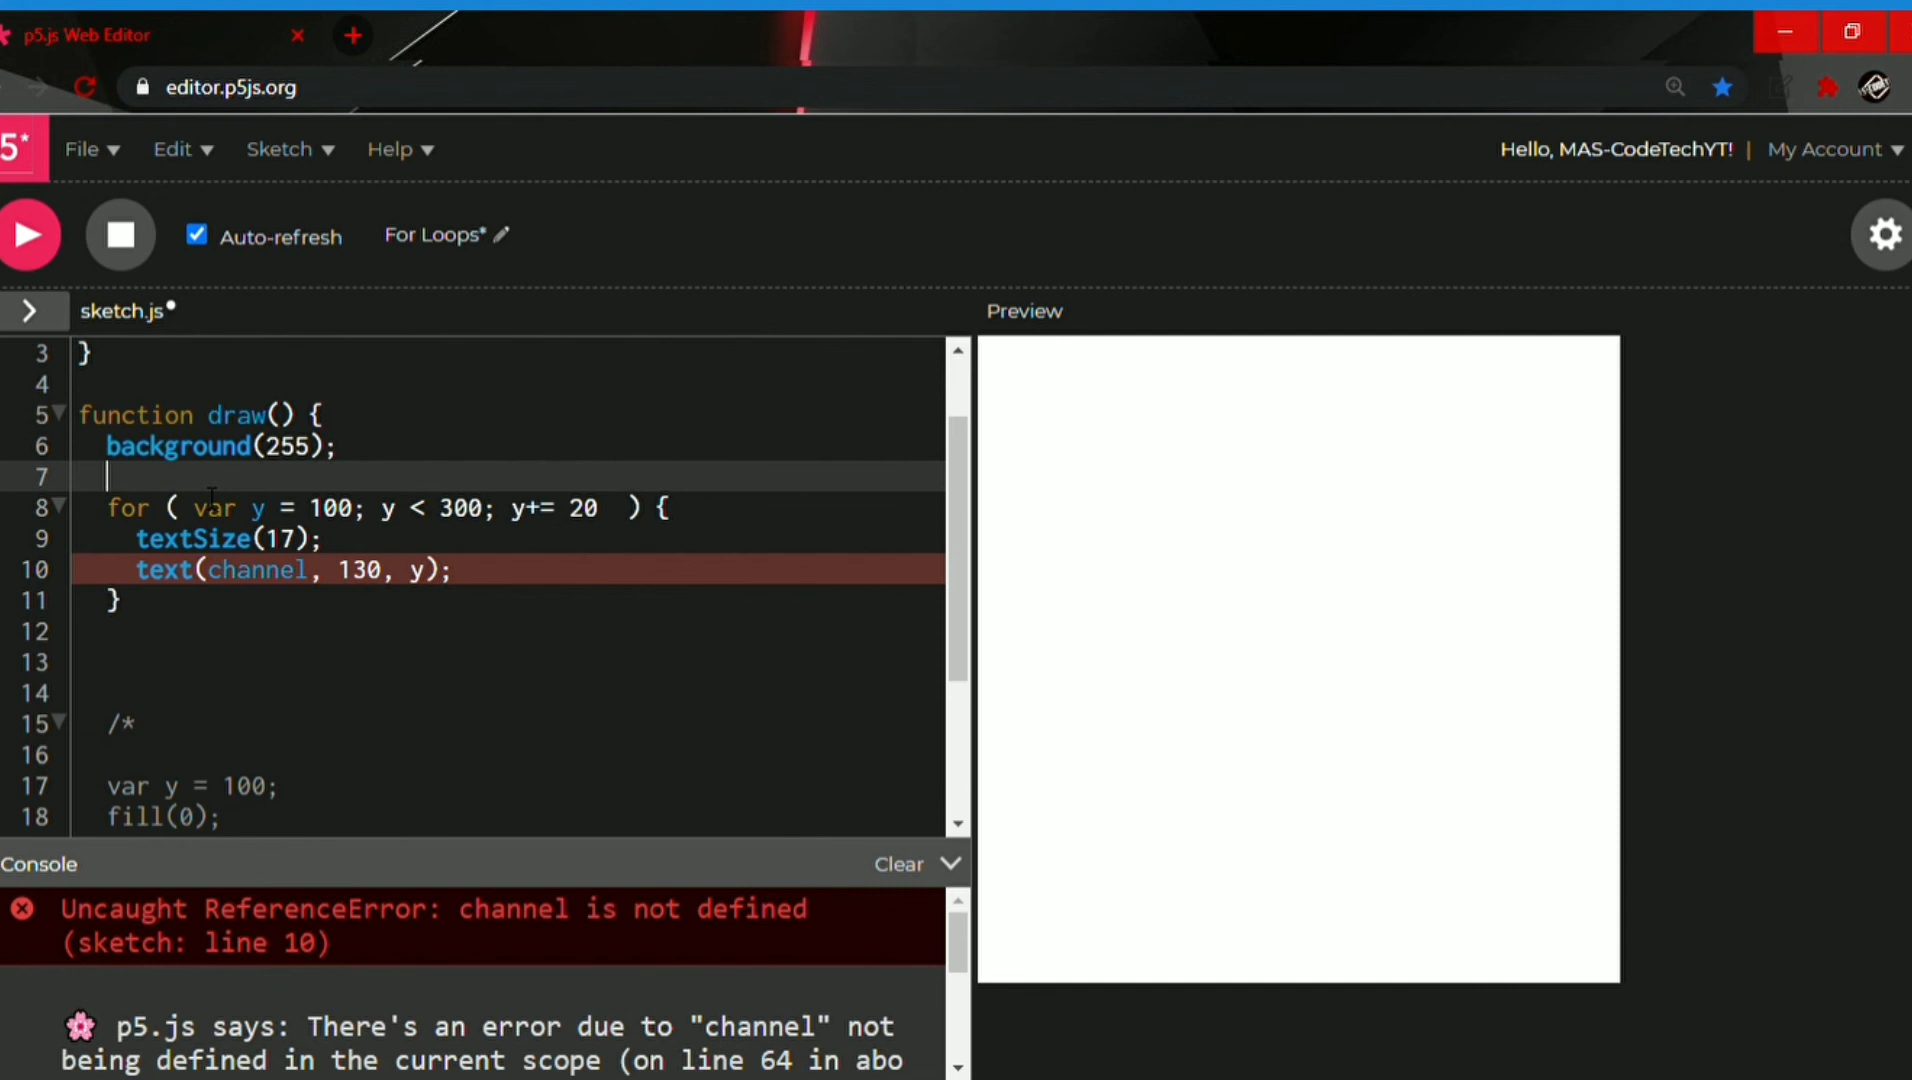 p5.js Web Editor
editor.p5js.org
5*
File
Edit
Sketch
Help
Hello, MAS-CodeTechYT! | My Account
Auto-refresh
For Loops*
sketch.js
Preview
3 }
4
5 function draw() {
6 background(255);
7
8 for ( var y = 100; y < 300; y+= 20 ) {
9 textSize(17);
10 text(channel, 130, y);
11 }
12
13
14
15 /*
16
17 var y = 100;
18 fill(0);
Console
Clear
Uncaught ReferenceError: channel is not defined
(sketch: line 10)
🌸 p5.js says: There's an error due to "channel" not
being defined in the current scope (on line 64 in abo